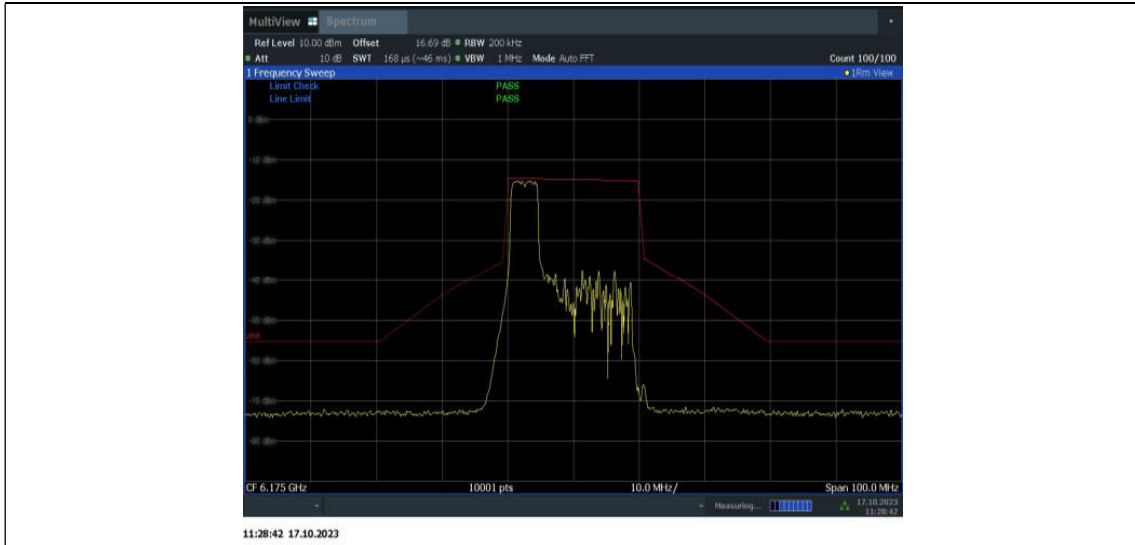 MultiView Spectrum
Ref Level 10.00 dBm Offset 16.69 dB RBW 200 kHz
Att 10 dB SWT 168 µs (~46 ms) VBW 1 MHz Mode Auto FFT Count 100/100
1 Frequency Sweep 1Rm View
Limit Check PASS
Line Limit PASS
0 dBm
-10 dBm
-20 dBm
-30 dBm
-40 dBm
-50 dBm
-60 dBm
-70 dBm
-80 dBm
CF 6.175 GHz 10001 pts 10.0 MHz/ Span 100.0 MHz
Measuring... 17.10.2023
11:28:42
11:28:42 17.10.2023